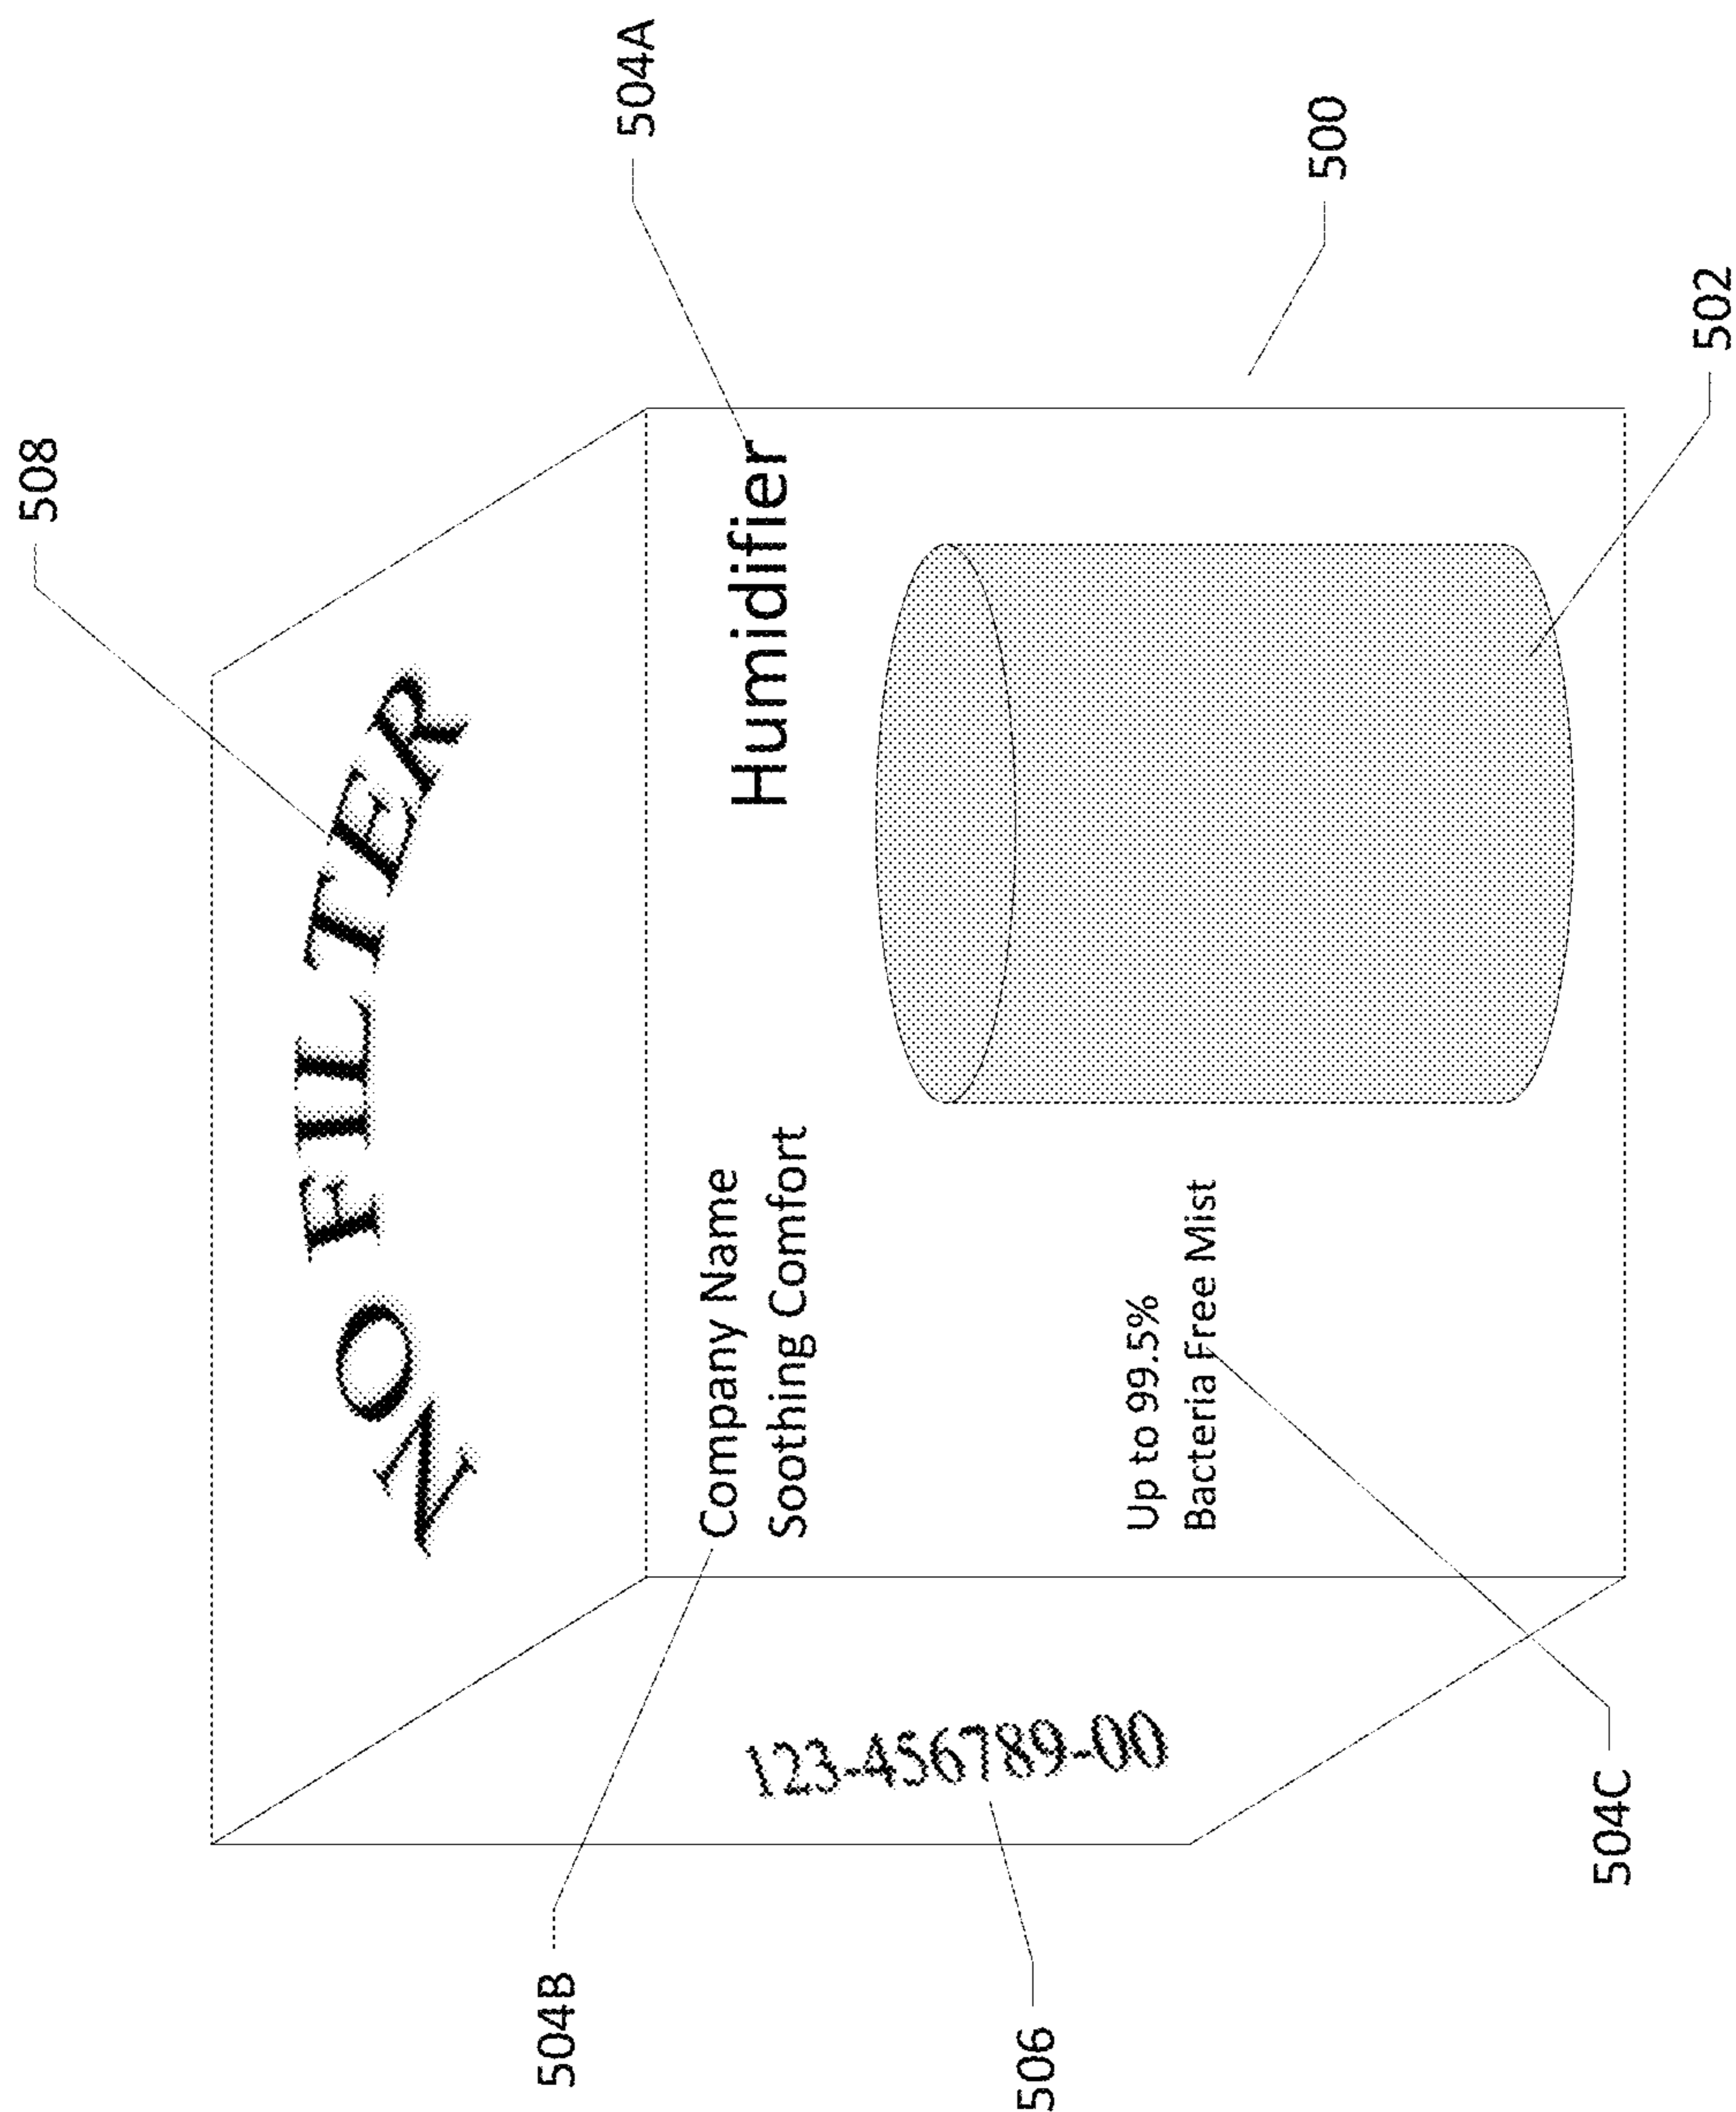 508
504A
NO FILTER
504B
Company Name
Soothing Comfort
Humidifier
500
506
123-456789-00
Up to 99.5%
Bacteria Free Mist
504C
502